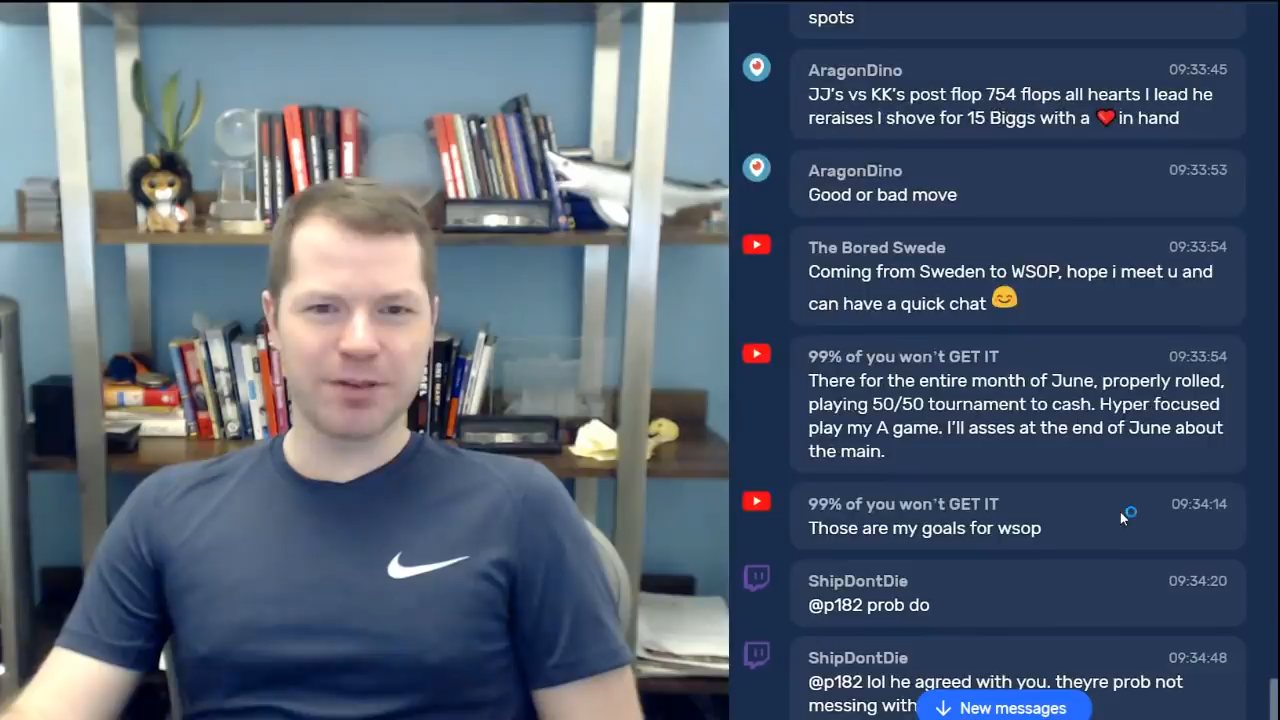 spots
AragonDino 09:33:45
JJ's vs KK's post flop 754 flops all hearts I lead he
reraises I shove for 15 Biggs with a ❤️ in hand
AragonDino 09:33:53
Good or bad move
The Bored Swede 09:33:54
Coming from Sweden to WSOP, hope i meet u and
can have a quick chat 😊
99% of you won't GET IT 09:33:54
There for the entire month of June, properly rolled,
playing 50/50 tournament to cash. Hyper focused
play my A game. I'll asses at the end of June about
the main.
99% of you won't GET IT 09:34:14
Those are my goals for wsop
ShipDontDie 09:34:20
@p182 prob do
ShipDontDie 09:34:48
@p182 lol he agreed with you. theyre prob not
messing with
New messages